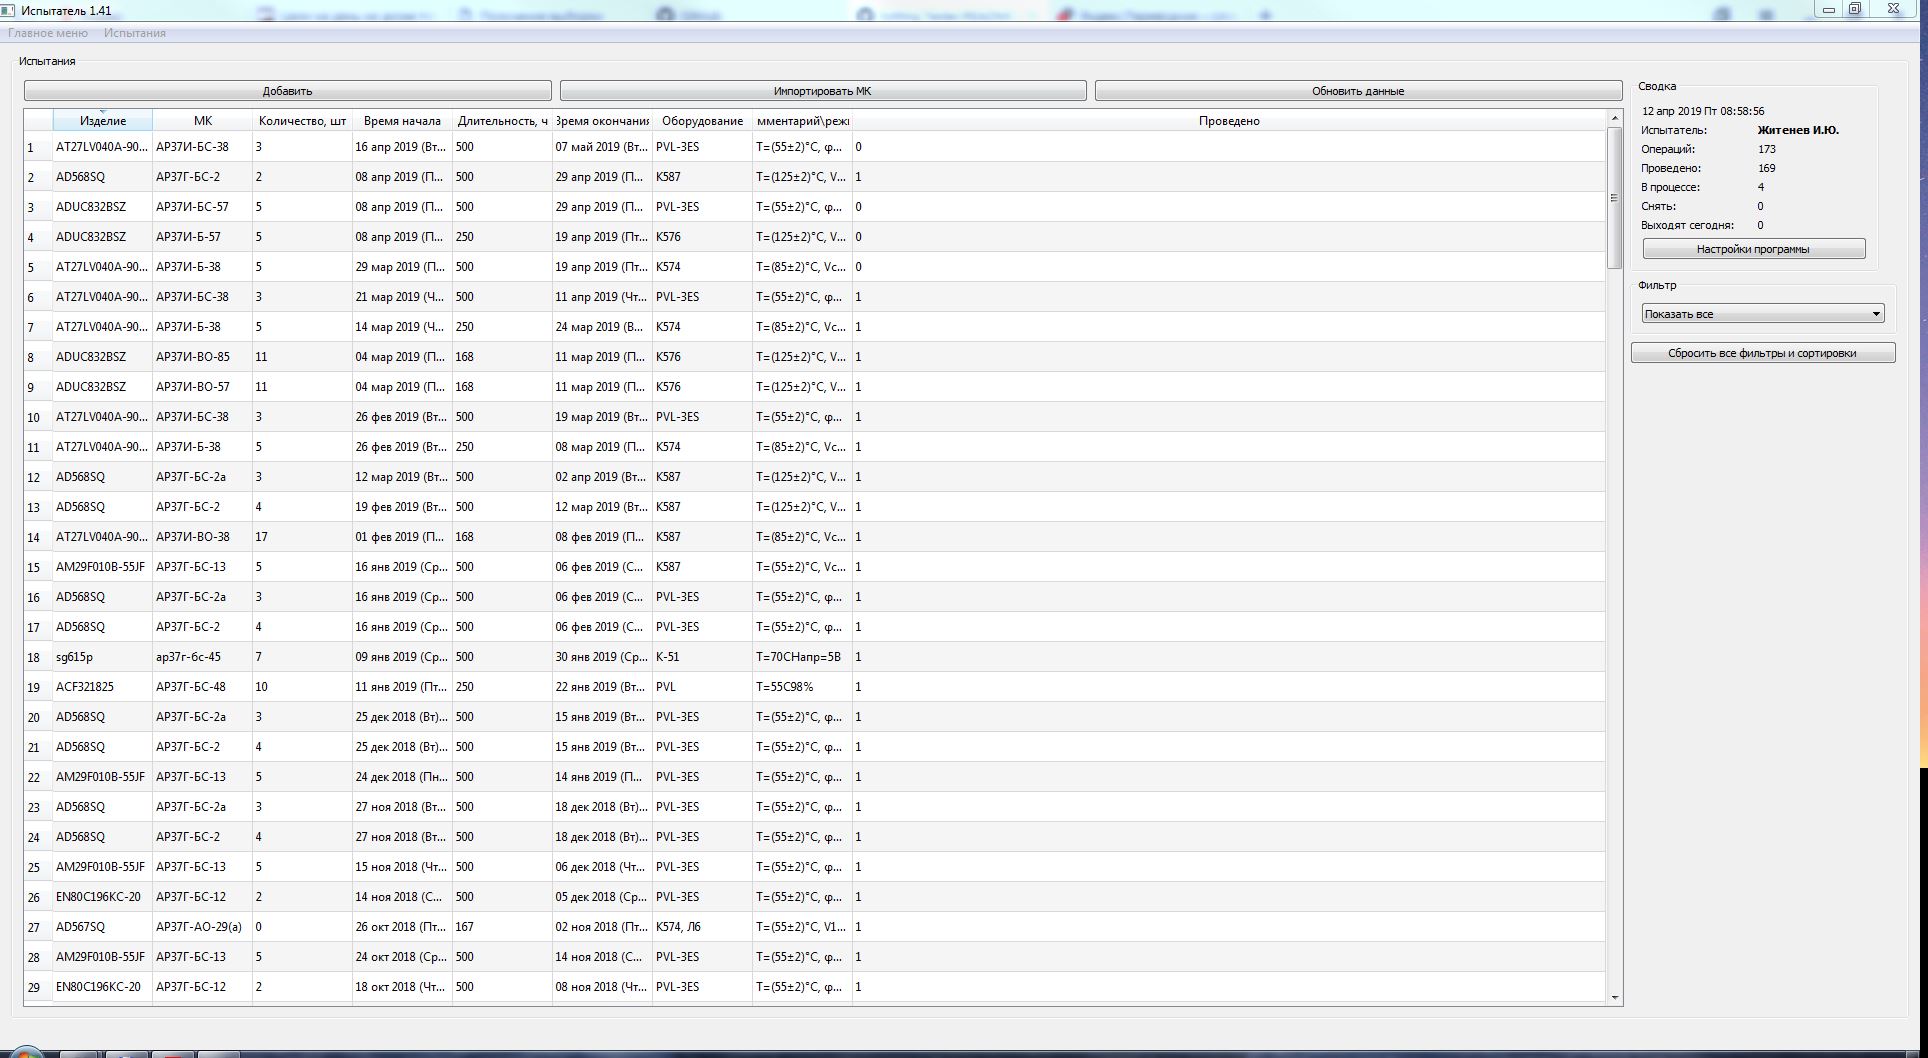 Испытатель 1.41
Главное меню Испытания
Испытания
Добавить Импортировать МК Обновить данные
Изделие МК Количество, шт Время начала Длительность, ч Время окончания Оборудование мментарий\режи Проведено
1 AT27LV040A-90... АР37И-БС-38 3 16 апр 2019 (Вт... 500 07 май 2019 (Вт... PVL-3ES T=(55±2)°C, φ... 0
2 AD568SQ АР37Г-БС-2 2 08 апр 2019 (П... 500 29 апр 2019 (П... K587 T=(125±2)°C, V... 1
3 ADUC832BSZ АР37И-БС-57 5 08 апр 2019 (П... 500 29 апр 2019 (П... PVL-3ES T=(55±2)°C, φ... 0
4 ADUC832BSZ АР37И-Б-57 5 08 апр 2019 (П... 250 19 апр 2019 (Пт... K576 T=(125±2)°C, V... 0
5 AT27LV040A-90... АР37И-Б-38 5 29 мар 2019 (П... 500 19 апр 2019 (Пт... K574 T=(85±2)°C, Vc... 0
6 AT27LV040A-90... АР37И-БС-38 3 21 мар 2019 (Ч... 500 11 апр 2019 (Чт... PVL-3ES T=(55±2)°C, φ... 1
7 AT27LV040A-90... АР37И-Б-38 5 14 мар 2019 (Ч... 250 24 мар 2019 (В... K574 T=(85±2)°C, Vc... 1
8 ADUC832BSZ АР37И-ВО-85 11 04 мар 2019 (П... 168 11 мар 2019 (П... K576 T=(125±2)°C, V... 1
9 ADUC832BSZ АР37И-ВО-57 11 04 мар 2019 (П... 168 11 мар 2019 (П... K576 T=(125±2)°C, V... 1
10 AT27LV040A-90... АР37И-БС-38 3 26 фев 2019 (Вт... 500 19 мар 2019 (Вт... PVL-3ES T=(55±2)°C, φ... 1
11 AT27LV040A-90... АР37И-Б-38 5 26 фев 2019 (Вт... 250 08 мар 2019 (П... K574 T=(85±2)°C, Vc... 1
12 AD568SQ АР37Г-БС-2а 3 12 мар 2019 (Вт... 500 02 апр 2019 (Вт... K587 T=(125±2)°C, V... 1
13 AD568SQ АР37Г-БС-2 4 19 фев 2019 (Вт... 500 12 мар 2019 (Вт... K587 T=(125±2)°C, V... 1
14 AT27LV040A-90... АР37И-ВО-38 17 01 фев 2019 (П... 168 08 фев 2019 (П... K587 T=(85±2)°C, Vc... 1
15 AM29F010B-55JF АР37Г-БС-13 5 16 янв 2019 (Ср... 500 06 фев 2019 (С... K587 T=(55±2)°C, Vc... 1
16 AD568SQ АР37Г-БС-2а 3 16 янв 2019 (Ср... 500 06 фев 2019 (С... PVL-3ES T=(55±2)°C, φ... 1
17 AD568SQ АР37Г-БС-2 4 16 янв 2019 (Ср... 500 06 фев 2019 (С... PVL-3ES T=(55±2)°C, φ... 1
18 sg615p ар37г-бс-45 7 09 янв 2019 (Ср... 500 30 янв 2019 (Ср... K-51 T=70CНапр=5В 1
19 ACF321825 АР37Г-БС-48 10 11 янв 2019 (Пт... 250 22 янв 2019 (Вт... PVL T=55C98% 1
20 AD568SQ АР37Г-БС-2а 3 25 дек 2018 (Вт)... 500 15 янв 2019 (Вт... PVL-3ES T=(55±2)°C, φ... 1
21 AD568SQ АР37Г-БС-2 4 25 дек 2018 (Вт)... 500 15 янв 2019 (Вт... PVL-3ES T=(55±2)°C, φ... 1
22 AM29F010B-55JF АР37Г-БС-13 5 24 дек 2018 (Пн... 500 14 янв 2019 (П... PVL-3ES T=(55±2)°C, φ... 1
23 AD568SQ АР37Г-БС-2а 3 27 ноя 2018 (Вт... 500 18 дек 2018 (Вт)... PVL-3ES T=(55±2)°C, φ... 1
24 AD568SQ АР37Г-БС-2 4 27 ноя 2018 (Вт... 500 18 дек 2018 (Вт)... PVL-3ES T=(55±2)°C, φ... 1
25 AM29F010B-55JF АР37Г-БС-13 5 15 ноя 2018 (Чт... 500 06 дек 2018 (Чт... PVL-3ES T=(55±2)°C, φ... 1
26 EN80C196KC-20 АР37Г-БС-12 2 14 ноя 2018 (С... 500 05 дек 2018 (Ср... PVL-3ES T=(55±2)°C, φ... 1
27 AD567SQ АР37Г-АО-29(а) 0 26 окт 2018 (Пт... 167 02 ноя 2018 (Пт... K574, Л6 T=(55±2)°C, V1... 1
28 AM29F010B-55JF АР37Г-БС-13 5 24 окт 2018 (Ср... 500 14 ноя 2018 (С... PVL-3ES T=(55±2)°C, φ... 1
29 EN80C196KC-20 АР37Г-БС-12 2 18 окт 2018 (Чт... 500 08 ноя 2018 (Чт... PVL-3ES T=(55±2)°C, φ... 1
Сводка
12 апр 2019 Пт 08:58:56
Испытатель: Житенев И.Ю.
Операций: 173
Проведено: 169
В процессе: 4
Снять: 0
Выходят сегодня: 0
Настройки программы
Фильтр
Показать все
Сбросить все фильтры и сортировки